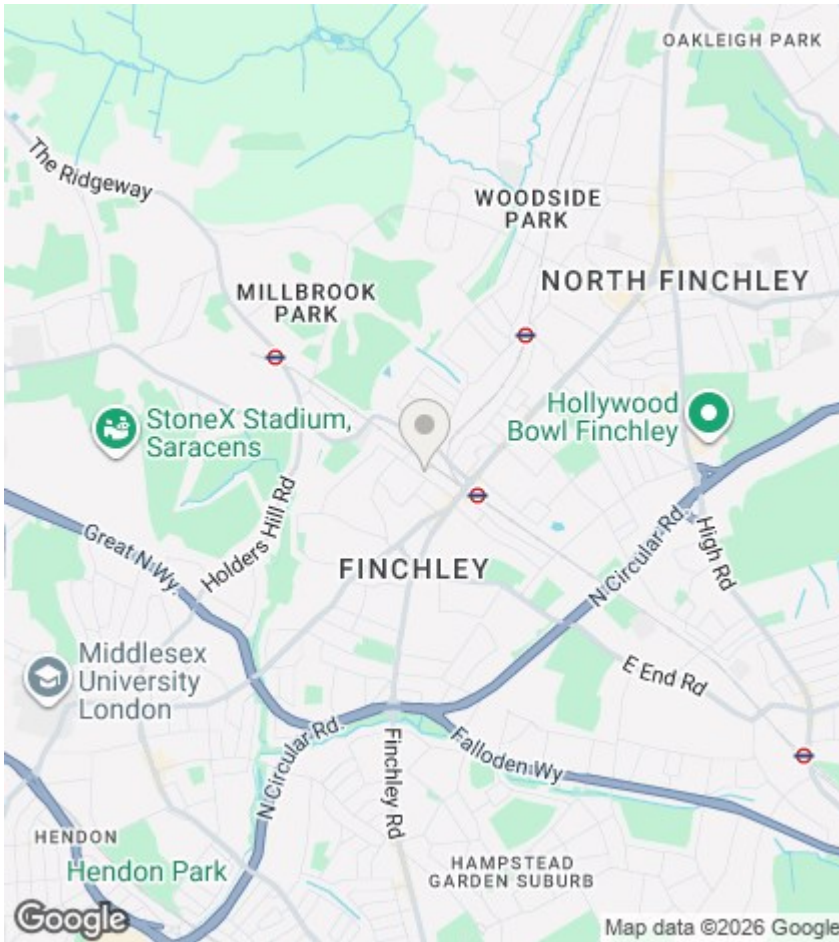 OAKLEIGH PARK
The Ridgeway
WOODSIDE
PARK
NORTH FINCHLEY
MILLBROOK
PARK
StoneX Stadium,
Saracens
Hollywood
Bowl Finchley
Holders Hill Rd
Great N Wy.
N Circular Rd.
High Rd
FINCHLEY
Middlesex
University
London
E End Rd
N Circular Rd.
Finchley Rd
Falloden Wy
HENDON
Hendon Park
HAMPSTEAD
GARDEN SUBURB
Google
Map data ©2026 Google